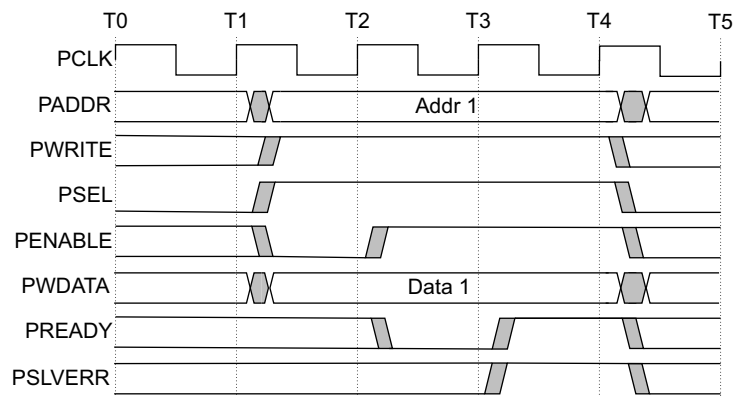 T0 T1 T2 T3 T4 T5
PCLK
PADDR Addr 1
PWRITE
PSEL
PENABLE
PWDATA Data 1
PREADY
PSLVERR